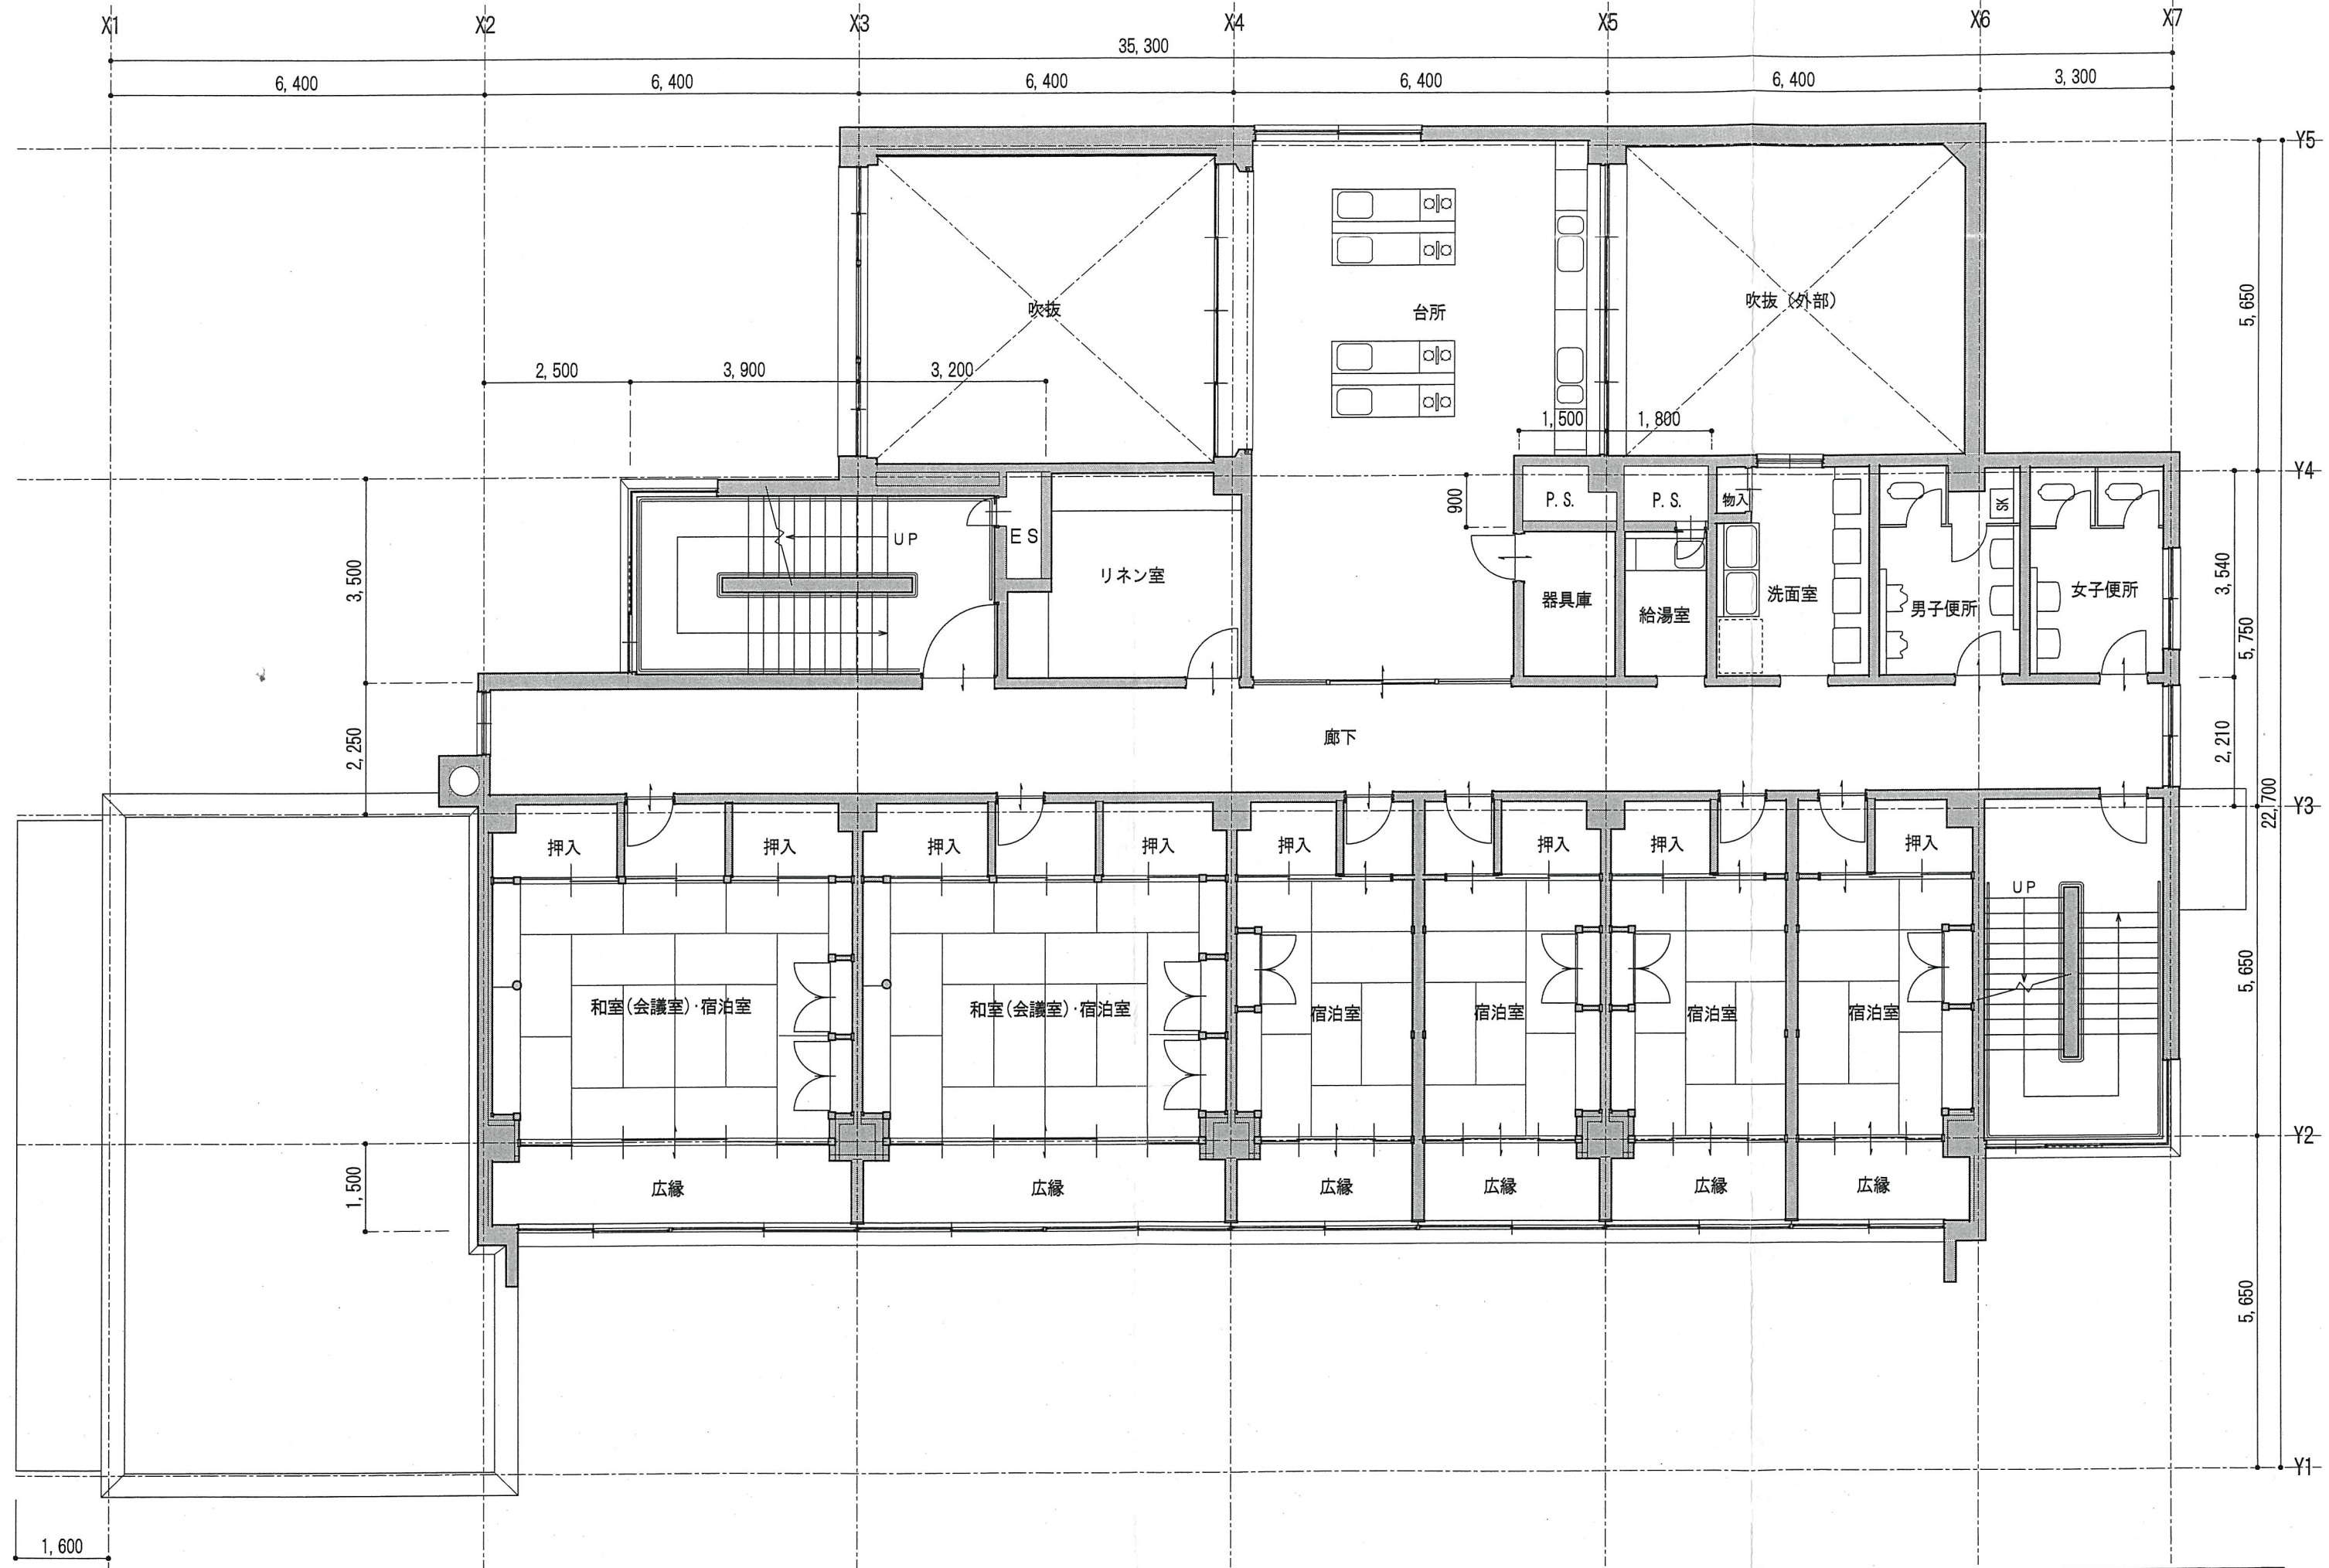 X1 X2 X3 X4 X5 X6 X7
35,300
6,400 6,400 6,400 6,400 6,400 3,300
Y5
吹抜
台所
吹抜（外部）
5,650
2,500 3,900 3,200
1,500 1,800
Y4
900
P.S. P.S. 物入 SK
UP
ES
リネン室
器具庫
給湯室
洗面室
男子便所
女子便所
3,500
3,540
5,750
2,250
廊下
2,210
22,700
Y3
押入 押入 押入 押入 押入 押入 押入 押入
UP
和室(会議室)･宿泊室 和室(会議室)･宿泊室 宿泊室 宿泊室 宿泊室 宿泊室
5,650
Y2
1,500
広縁 広縁 広縁 広縁 広縁 広縁
5,650
Y1
1,600